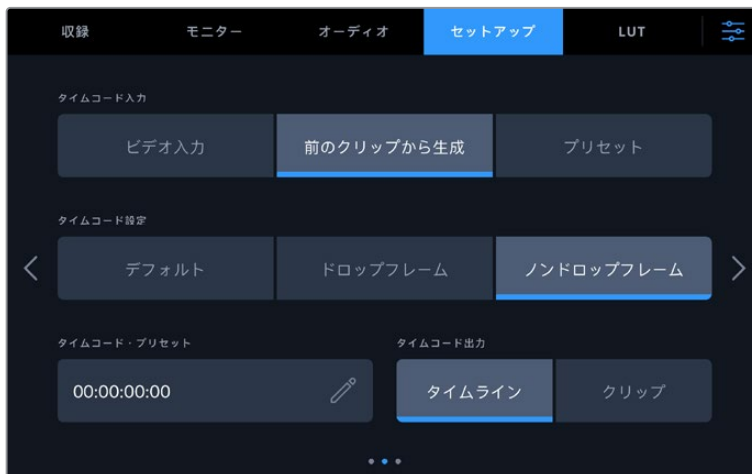 収録 モニター オーディオ セットアップ LUT
タイムコード入力
ビデオ入力 前のクリップから生成 プリセット
タイムコード設定
デフォルト ドロップフレーム ノンドロップフレーム
タイムコード・プリセット タイムコード出力
00:00:00:00 タイムライン クリップ